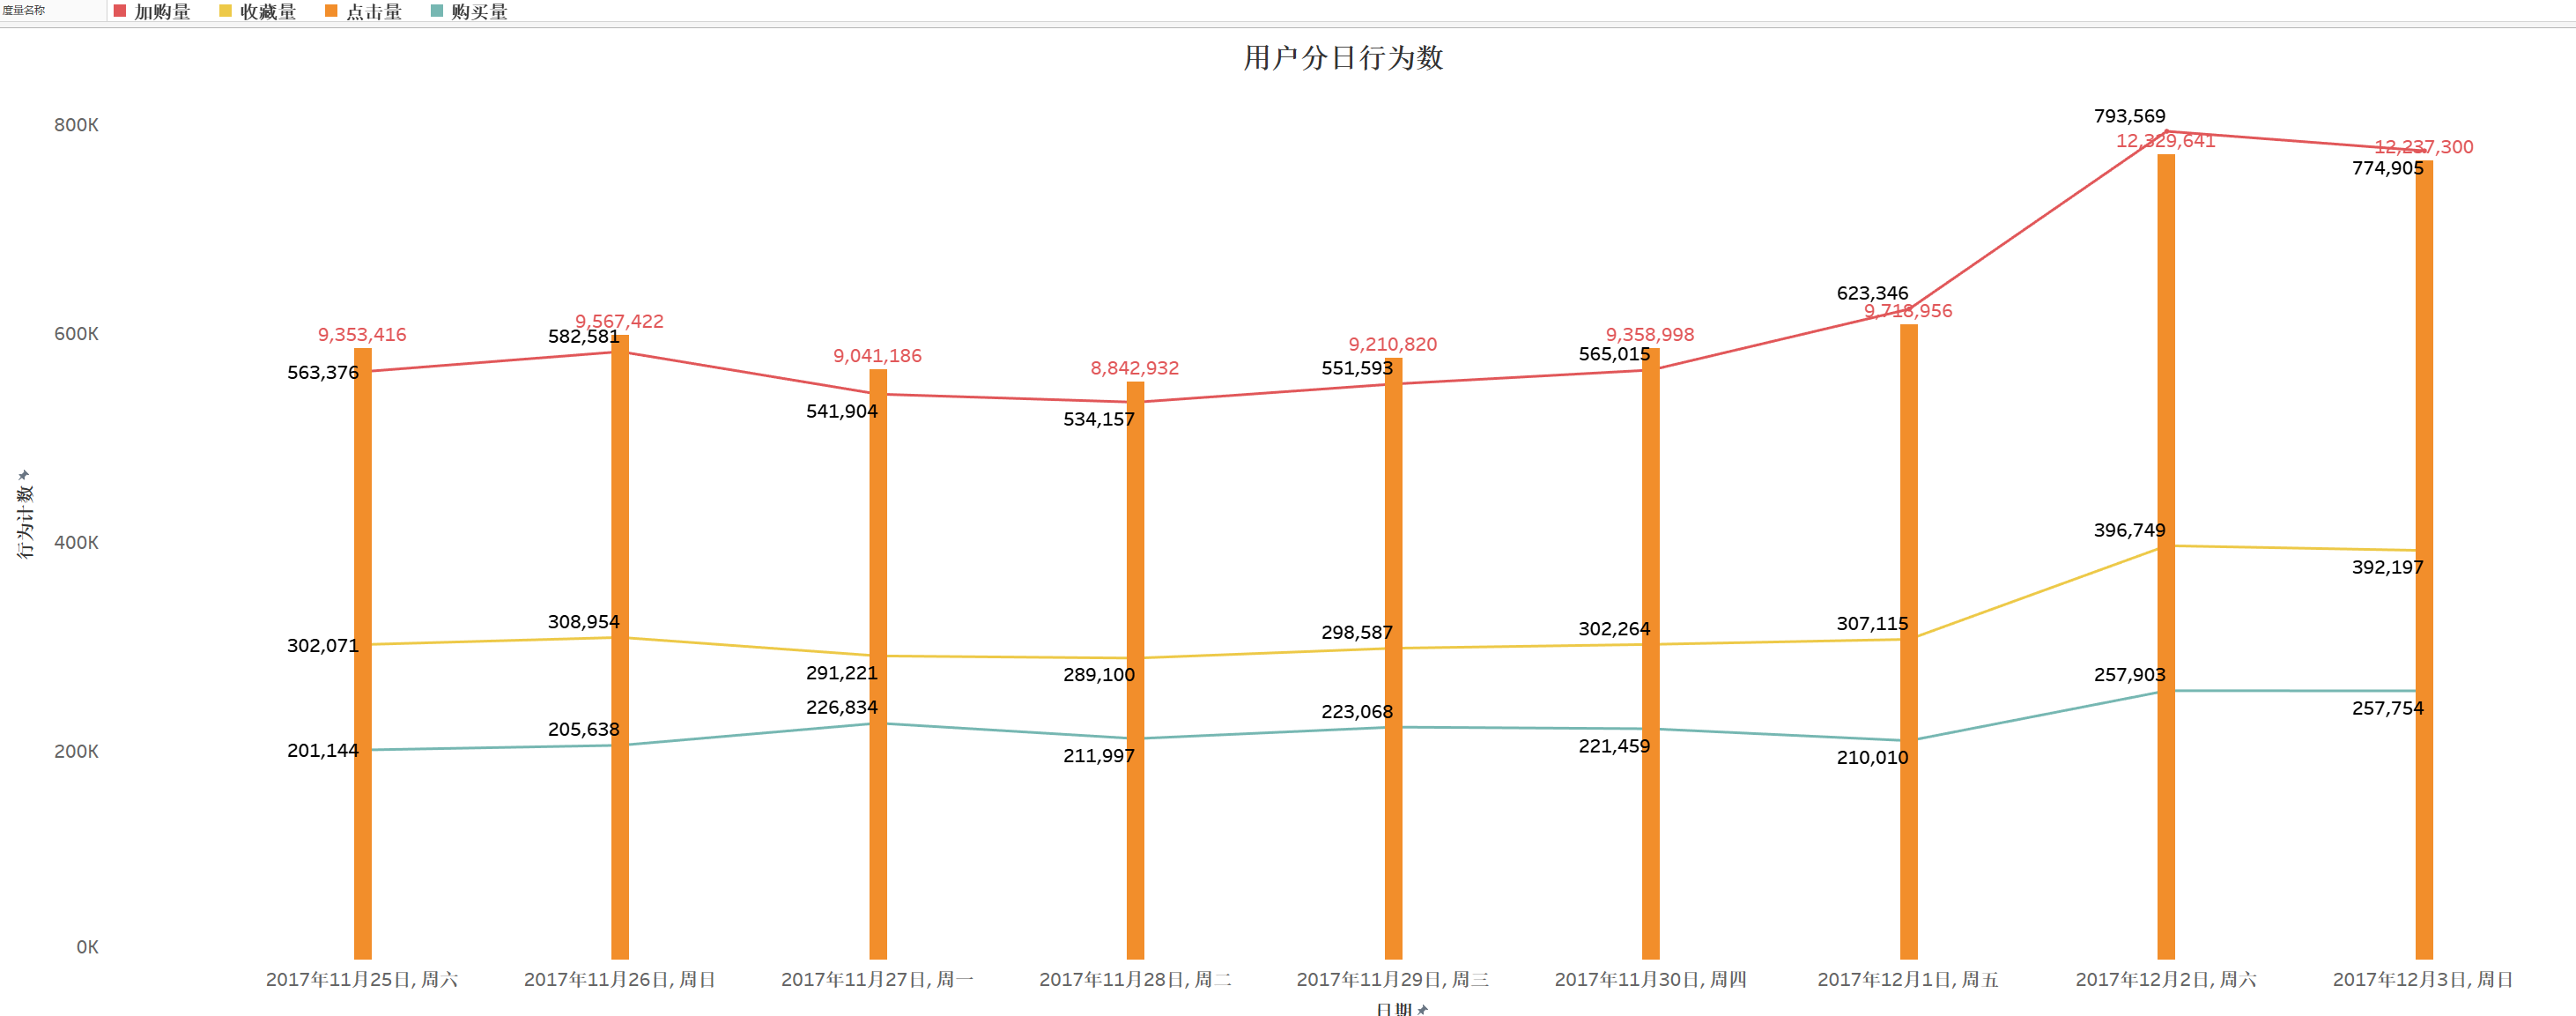 度量名称 加购量 收藏量 点击量 购买量
用户分日行为数
800K
600K
400K
200K
0K
行为计数
9,353,416
9,567,422
9,041,186
8,842,932
9,210,820
9,358,998
9,718,956
12,329,641
12,237,300
563,376
582,581
541,904
534,157
551,593
565,015
623,346
793,569
774,905
302,071
308,954
291,221
289,100
298,587
302,264
307,115
396,749
392,197
201,144
205,638
226,834
211,997
223,068
221,459
210,010
257,903
257,754
2017年11月25日, 周六
2017年11月26日, 周日
2017年11月27日, 周一
2017年11月28日, 周二
2017年11月29日, 周三
2017年11月30日, 周四
2017年12月1日, 周五
2017年12月2日, 周六
2017年12月3日, 周日
日期